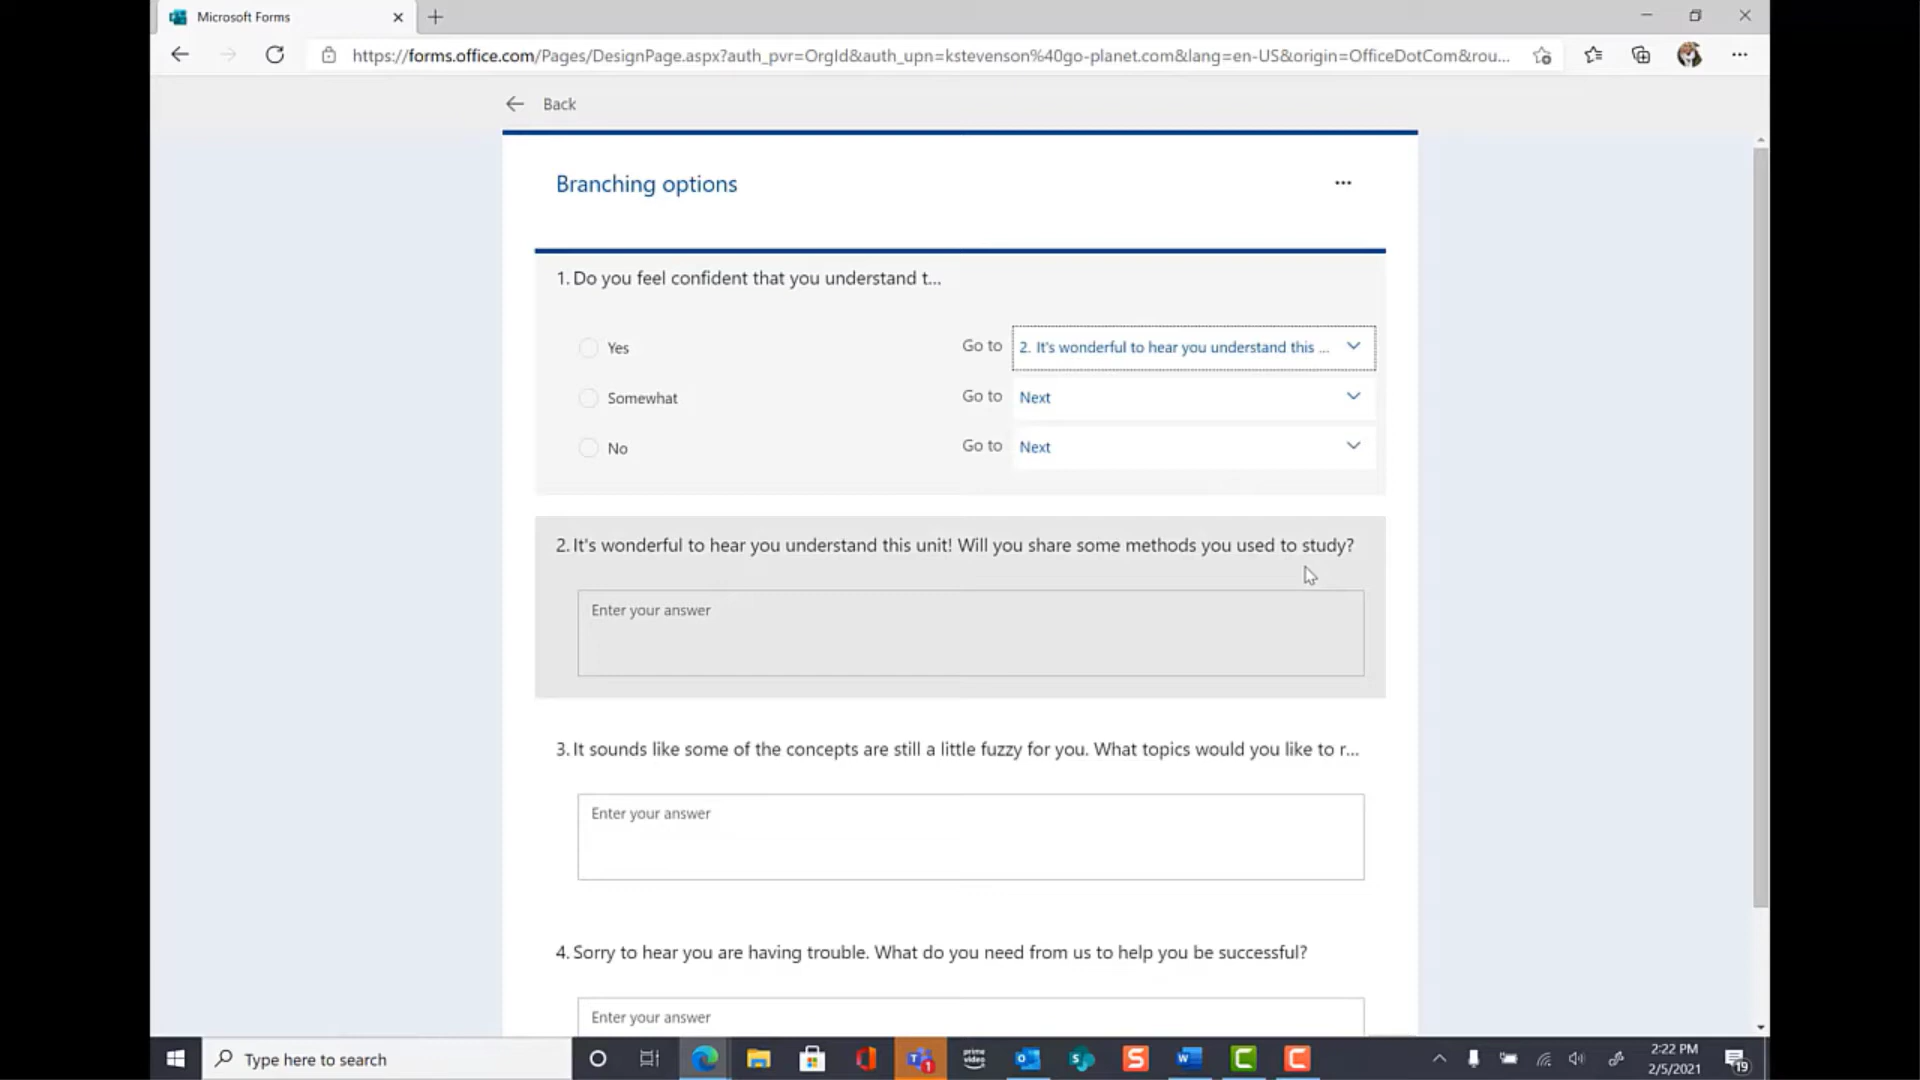 Microsoft Forms
https://forms.office.com/Pages/DesignPage.aspx?auth_pvr=OrgId&auth_upn=kstevenson%40go-planet.com&lang=en-US&origin=OfficeDotCom&rou...
Back
Branching options
1. Do you feel confident that you understand t...
Yes Go to 2. It's wonderful to hear you understand this ...
Somewhat Go to Next
No Go to Next
2. It's wonderful to hear you understand this unit! Will you share some methods you used to study?
Enter your answer
3. It sounds like some of the concepts are still a little fuzzy for you. What topics would you like to r...
Enter your answer
4. Sorry to hear you are having trouble. What do you need from us to help you be successful?
Enter your answer
Type here to search
prime video
2:22 PM
2/5/2021
19